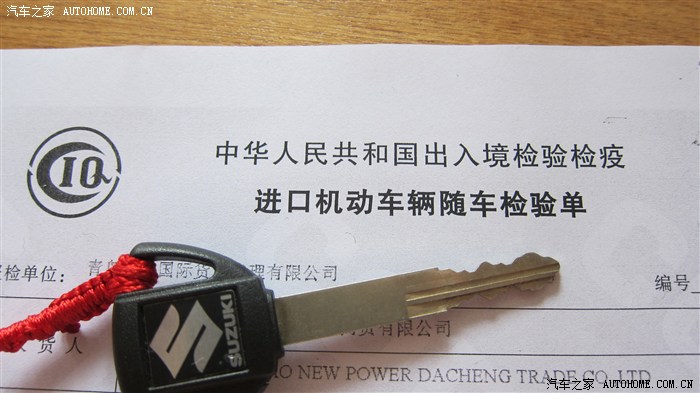 汽车之家 AUTOHOME.COM.CN
CIQ
中华人民共和国出入境检验检疫
进口机动车辆随车检验单
检单位: 青 国际货 理有限公司
编号
货人 贸有限公司
SUZUKI
O NEW POWER DACHENG TRADE CO LTD
汽车之家 AUTOHOME.COM.CN